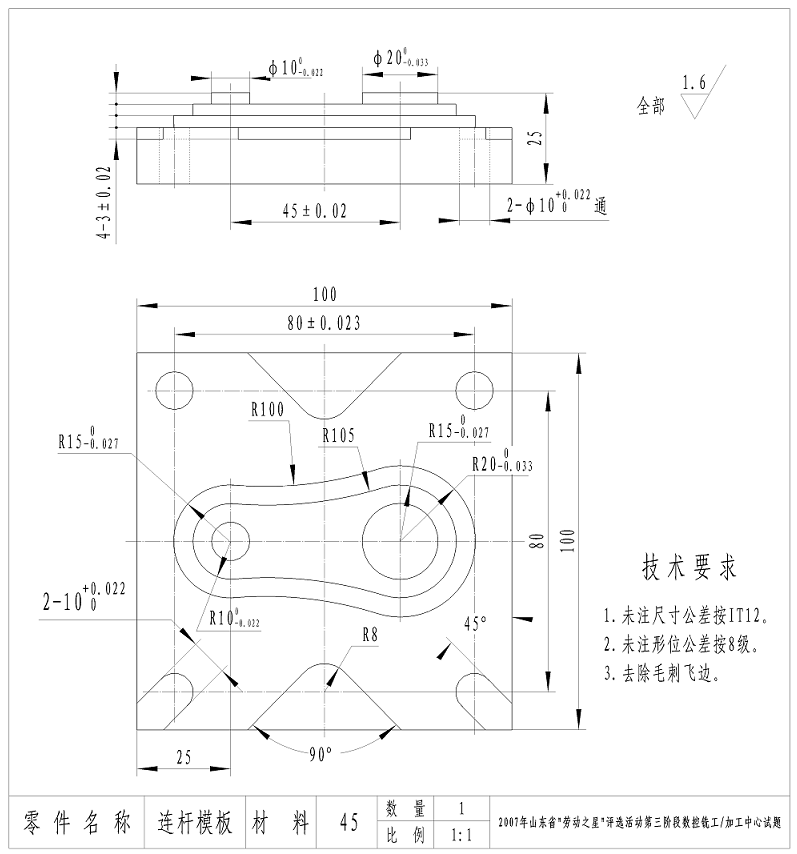 ϕ10 0 -0.022
ϕ20 0 -0.033
全部 1.6
4-3±0.02
25
45±0.02
2-ϕ10 +0.022 0 通
100
80±0.023
R15 0 -0.027
R100
R105
R15 0 -0.027
R20 0 -0.033
80
100
技术要求
1.未注尺寸公差按IT12。
2.未注形位公差按8级。
3.去除毛刺飞边。
2-10 +0.022 0
R10 0 -0.022
R8
45°
25
90°
零件名称 连杆模板 材料 45 数量 1
比例 1:1
2007年山东省"劳动之星"评选活动第三阶段数控铣工/加工中心试题